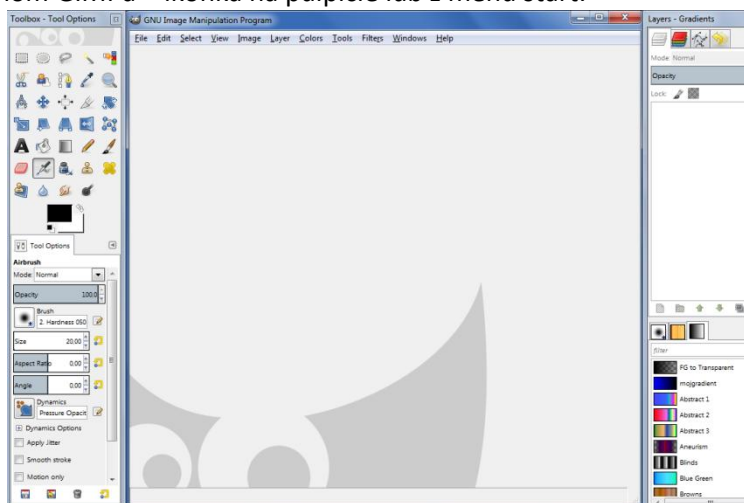 Toolbox - Tool Options
GNU Image Manipulation Program
File Edit Select View Image Layer Colors Tools Filters Windows Help
Tool Options
Airbrush
Mode: Normal
Opacity 100.0
Brush
2. Hardness 050
Size 20.00
Aspect Ratio 0.00
Angle 0.00
Dynamics
Pressure Opacit
Dynamics Options
Apply Jitter
Smooth stroke
Motion only
Layers - Gradients
Mode: Normal
Opacity
Lock:
filter
FG to Transparent
mojgradient
Abstract 1
Abstract 2
Abstract 3
Aneurism
Blinds
Blue Green
Browns